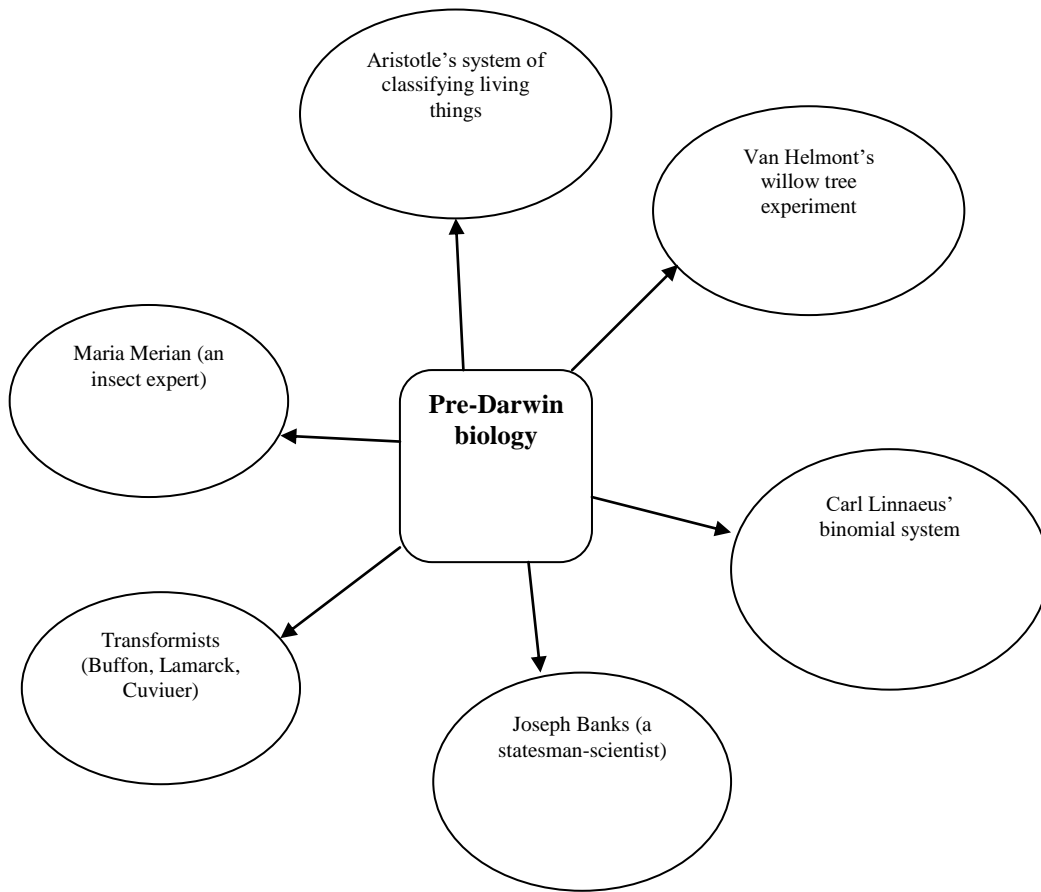 Aristotle’s system of
classifying living
things
Van Helmont’s
willow tree
experiment
Maria Merian (an
insect expert)
Pre-Darwin
biology
Carl Linnaeus’
binomial system
Transformists
(Buffon, Lamarck,
Cuviuer)
Joseph Banks (a
statesman-scientist)